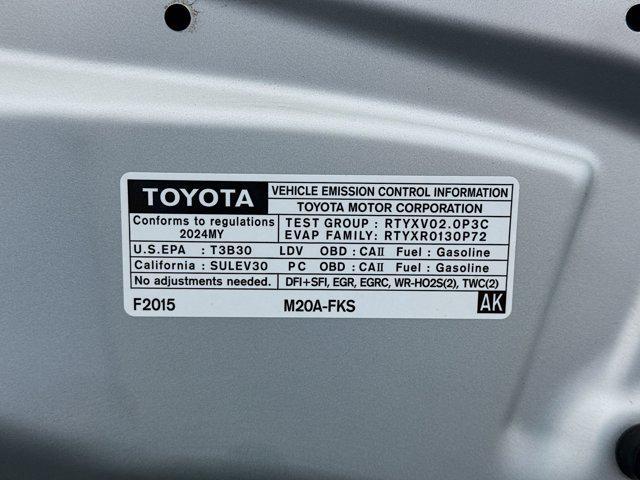 TOYOTA
VEHICLE EMISSION CONTROL INFORMATION
TOYOTA MOTOR CORPORATION
Conforms to regulations
2024MY
TEST GROUP : RTYXV02.0P3C
EVAP FAMILY: RTYXR0130P72
U.S.EPA : T3B30 LDV OBD : CAII Fuel : Gasoline
California : SULEV30 PC OBD : CAII Fuel : Gasoline
No adjustments needed. DFI+SFI, EGR, EGRC, WR-HO2S(2), TWC(2)
F2015 M20A-FKS AK